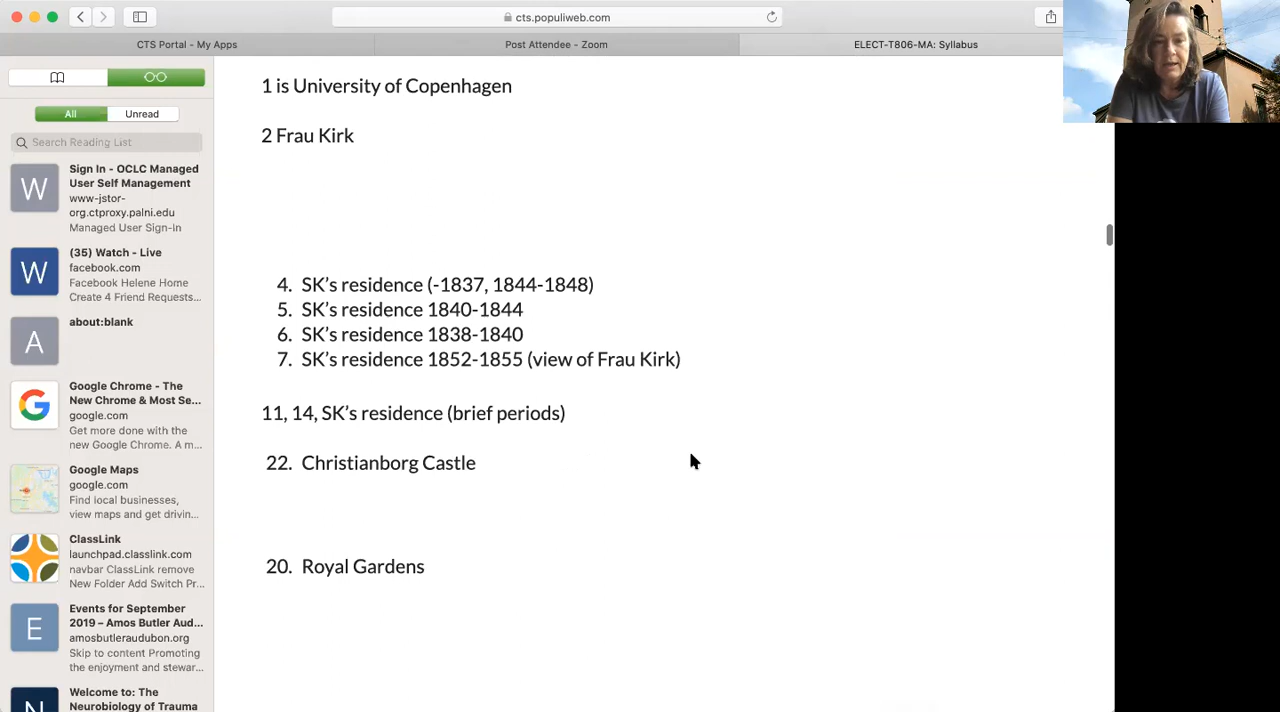 cts.populiweb.com
CTS Portal - My Apps
Post Attendee - Zoom
ELECT-T806-MA: Syllabus
All
Unread
Search Reading List
W
Sign In - OCLC Managed
User Self Management
www-jstor-
org.ctproxy.palni.edu
Managed User Sign-In
W
(35) Watch - Live
facebook.com
Facebook Helene Home
Create 4 Friend Requests...
A
about:blank
Google Chrome - The
New Chrome & Most Se...
google.com
Get more done with the
new Google Chrome. A m...
Google Maps
google.com
Find local businesses,
view maps and get drivin...
ClassLink
launchpad.classlink.com
navbar ClassLink remove
New Folder Add Switch Pr...
E
Events for September
2019 – Amos Butler Aud...
amosbutleraudubon.org
Skip to content Promoting
the enjoyment and stewar...
N
Welcome to: The
Neurobiology of Trauma
1 is University of Copenhagen
2 Frau Kirk
4. SK's residence (-1837, 1844-1848)
5. SK's residence 1840-1844
6. SK's residence 1838-1840
7. SK's residence 1852-1855 (view of Frau Kirk)
11, 14, SK's residence (brief periods)
22. Christianborg Castle
20. Royal Gardens